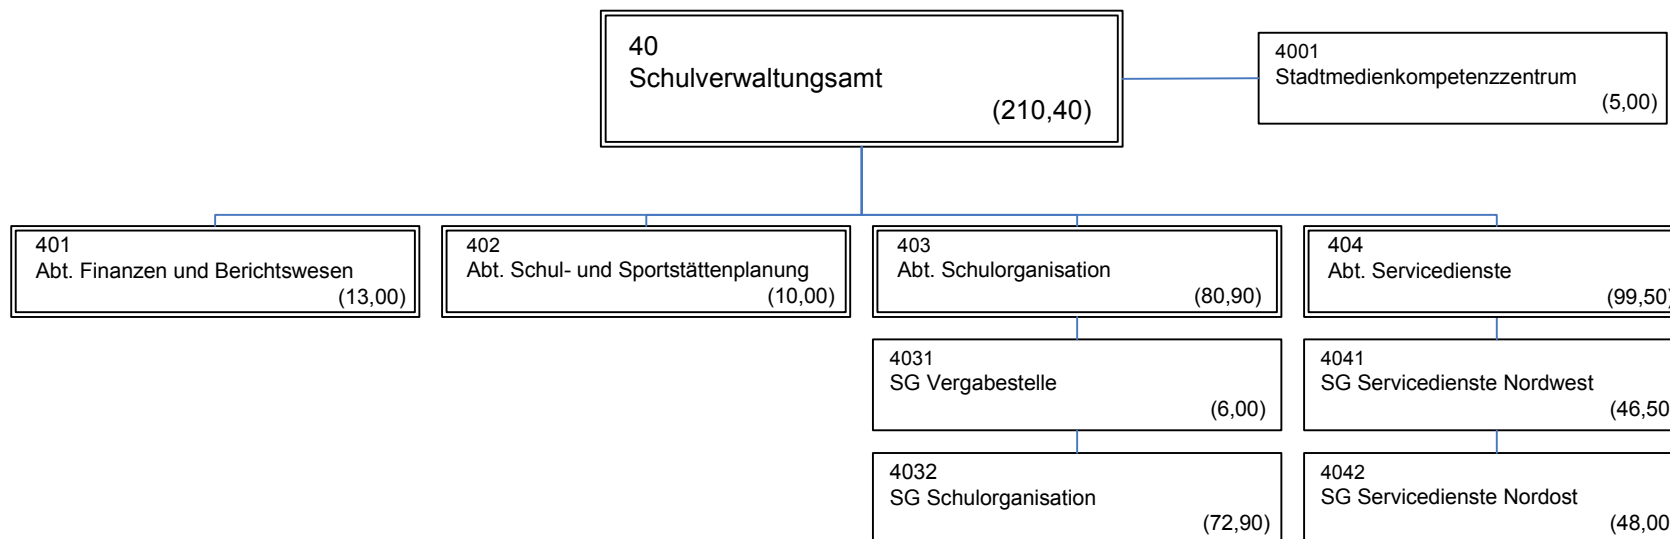 40
Schulverwaltungsamt
(210,40)
4001
Stadtmedienkompetenzzentrum
(5,00)
401
Abt. Finanzen und Berichtswesen
(13,00)
402
Abt. Schul- und Sportstättenplanung
(10,00)
403
Abt. Schulorganisation
(80,90)
404
Abt. Servicedienste
(99,50)
4031
SG Vergabestelle
(6,00)
4041
SG Servicedienste Nordwest
(46,50
4032
SG Schulorganisation
(72,90)
4042
SG Servicedienste Nordost
(48,00